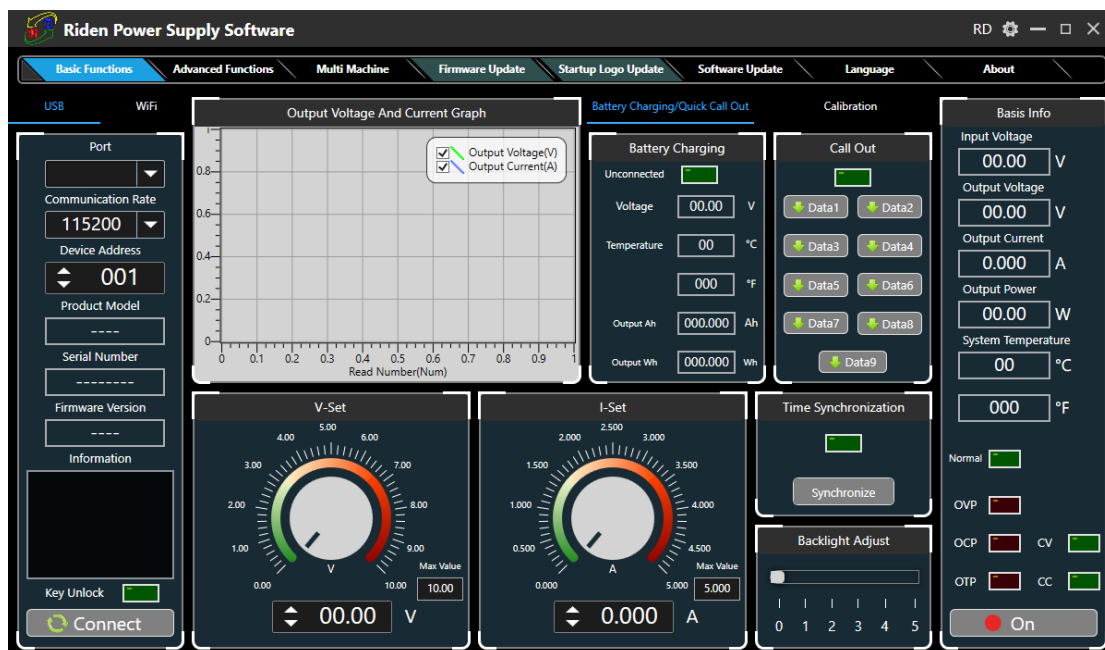 Riden Power Supply Software
RD
Basic Functions
Advanced Functions
Multi Machine
Firmware Update
Startup Logo Update
Software Update
Language
About
USB
WiFi
Port
Communication Rate
115200
Device Address
001
Product Model
----
Serial Number
--------
Firmware Version
----
Information
Key Unlock
Connect
Output Voltage And Current Graph
1
Output Voltage(V)
Output Current(A)
0.8
0.6
0.4
0.2
0
0 0.1 0.2 0.3 0.4 0.5 0.6 0.7 0.8 0.9 1
Read Number(Num)
Battery Charging/Quick Call Out
Calibration
Battery Charging
Unconnected
Voltage 00.00 V
Temperature 00 °C
000 °F
Output Ah 000.000 Ah
Output Wh 000.000 Wh
Call Out
Data1 Data2
Data3 Data4
Data5 Data6
Data7 Data8
Data9
V-Set
5.00
4.00 6.00
3.00 7.00
2.00 8.00
1.00 9.00
V
0.00 10.00
Max Value
10.00
00.00 V
I-Set
2.500
2.000 3.000
1.500 3.500
1.000 4.000
0.500 4.500
A
0.000 5.000
Max Value
5.000
0.000 A
Time Synchronization
Synchronize
Backlight Adjust
0 1 2 3 4 5
Basis Info
Input Voltage
00.00 V
Output Voltage
00.00 V
Output Current
0.000 A
Output Power
00.00 W
System Temperature
00 °C
000 °F
Normal
OVP
OCP CV
OTP CC
On